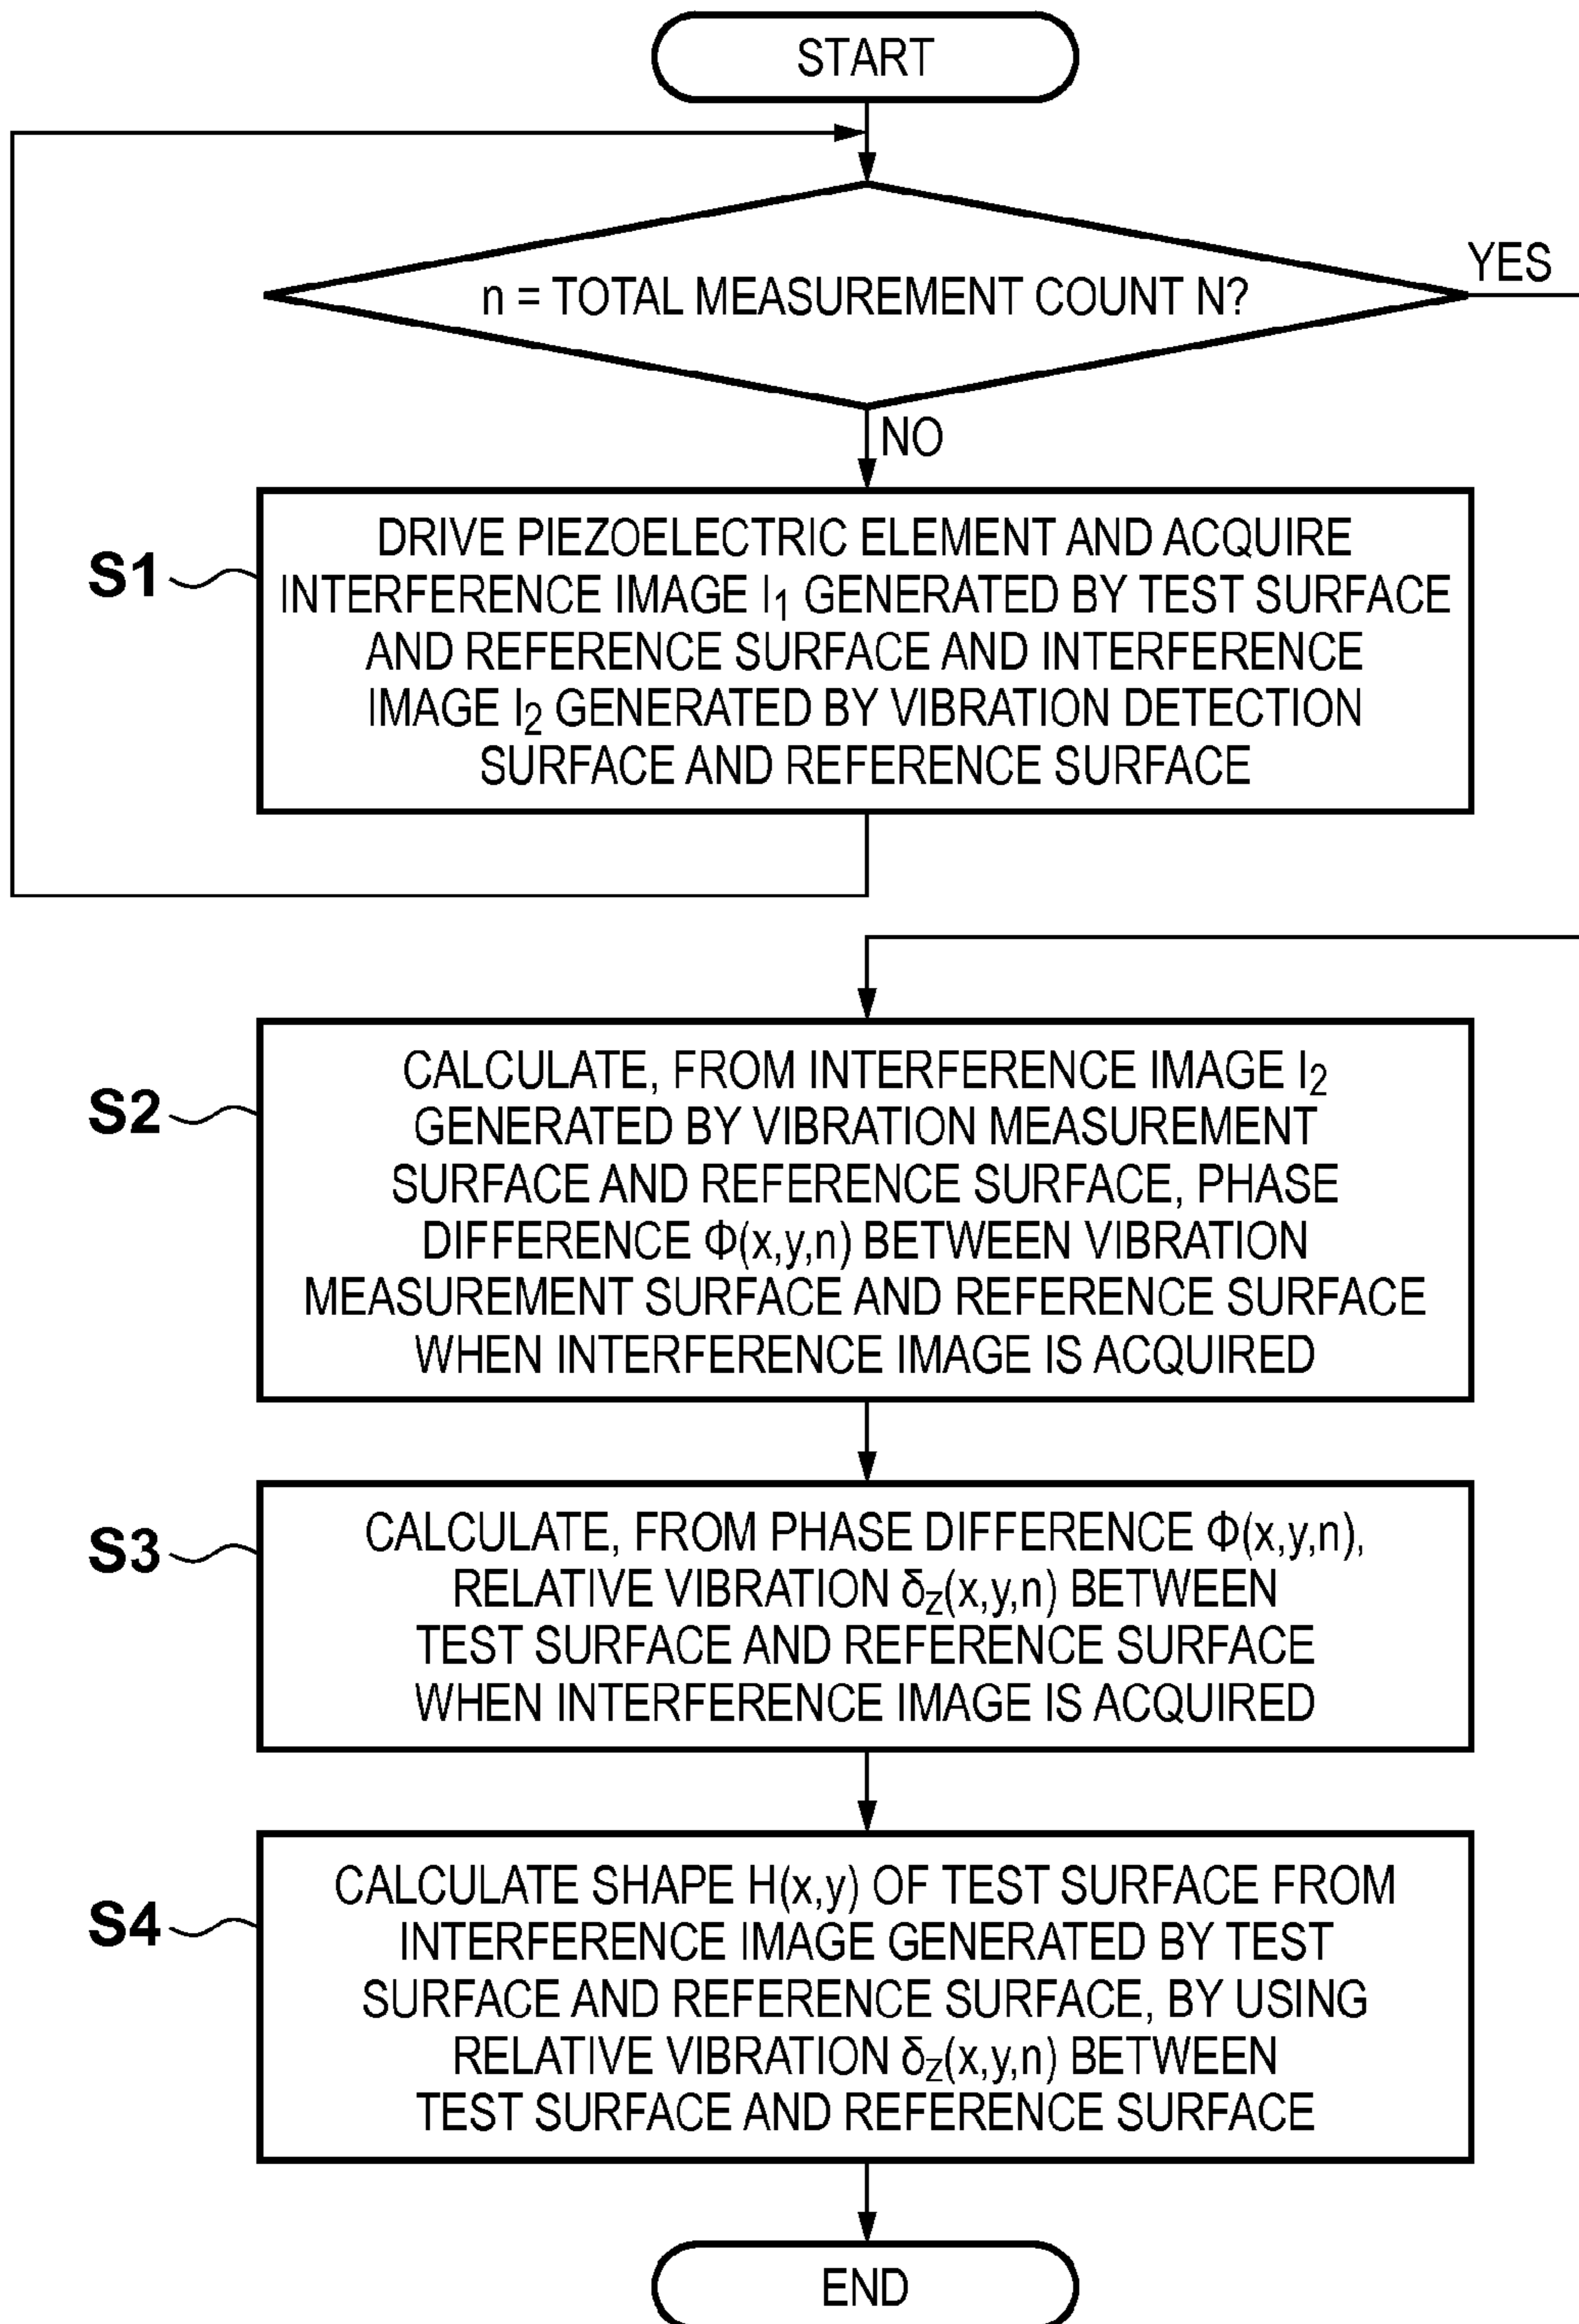 START
n = TOTAL MEASUREMENT COUNT N?
YES
NO
S1
DRIVE PIEZOELECTRIC ELEMENT AND ACQUIRE
INTERFERENCE IMAGE I₁ GENERATED BY TEST SURFACE
AND REFERENCE SURFACE AND INTERFERENCE
IMAGE I₂ GENERATED BY VIBRATION DETECTION
SURFACE AND REFERENCE SURFACE
S2
CALCULATE, FROM INTERFERENCE IMAGE I₂
GENERATED BY VIBRATION MEASUREMENT
SURFACE AND REFERENCE SURFACE, PHASE
DIFFERENCE Φ(x,y,n) BETWEEN VIBRATION
MEASUREMENT SURFACE AND REFERENCE SURFACE
WHEN INTERFERENCE IMAGE IS ACQUIRED
S3
CALCULATE, FROM PHASE DIFFERENCE Φ(x,y,n),
RELATIVE VIBRATION δz(x,y,n) BETWEEN
TEST SURFACE AND REFERENCE SURFACE
WHEN INTERFERENCE IMAGE IS ACQUIRED
S4
CALCULATE SHAPE H(x,y) OF TEST SURFACE FROM
INTERFERENCE IMAGE GENERATED BY TEST
SURFACE AND REFERENCE SURFACE, BY USING
RELATIVE VIBRATION δz(x,y,n) BETWEEN
TEST SURFACE AND REFERENCE SURFACE
END